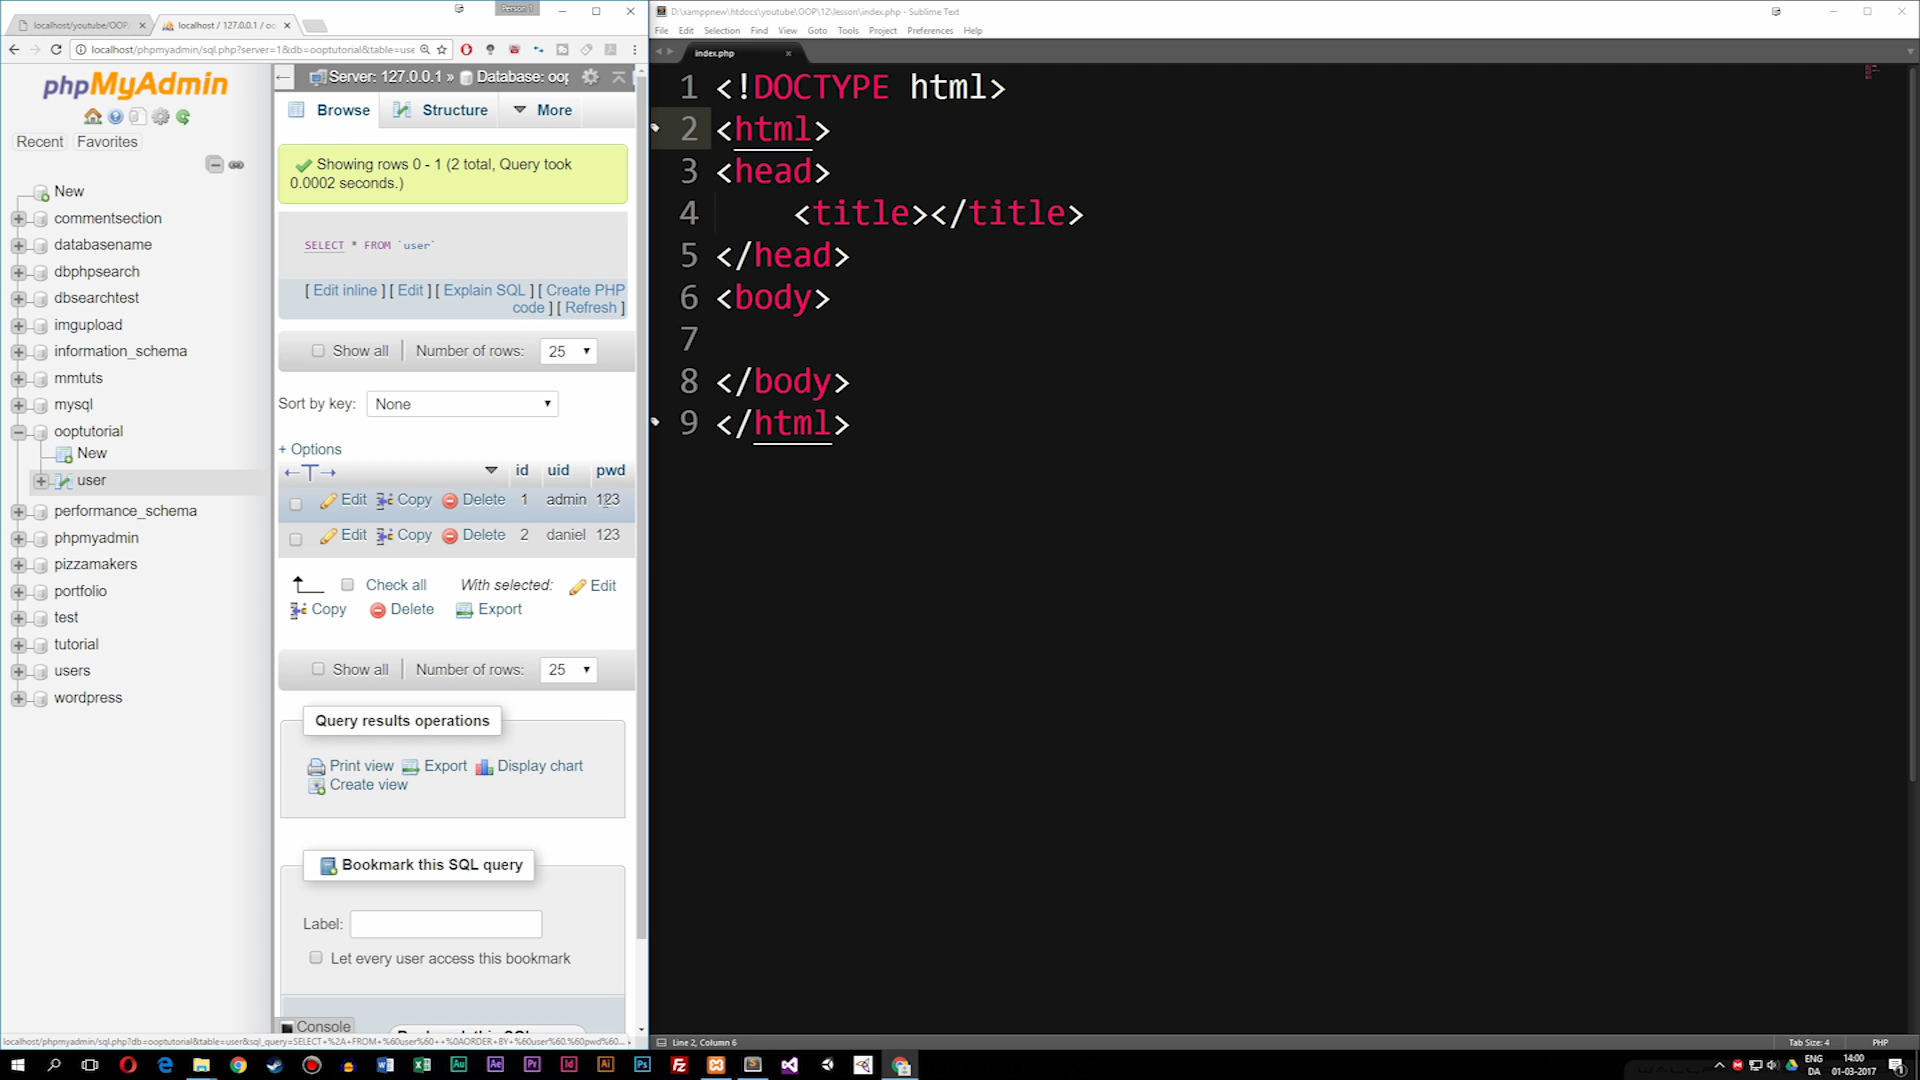 localhost/youtube/OOP/
localhost / 127.0.0.1 / oo
Person 1
localhost/phpmyadmin/sql.php?server=1&db=ooptutorial&table=use
phpMyAdmin
Recent
Favorites
New
commentsection
databasename
dbphpsearch
dbsearchtest
imgupload
information_schema
mmtuts
mysql
ooptutorial
New
user
performance_schema
phpmyadmin
pizzamakers
portfolio
test
tutorial
users
wordpress
Server: 127.0.0.1 » Database: oop
Browse
Structure
More
Showing rows 0 - 1 (2 total, Query took
0.0002 seconds.)
SELECT * FROM `user`
[ Edit inline ] [ Edit ] [ Explain SQL ] [ Create PHP
code ] [ Refresh ]
Show all
Number of rows:
25
Sort by key:
None
+ Options
id uid pwd
Edit Copy Delete 1 admin 123
Edit Copy Delete 2 daniel 123
Check all
With selected:
Edit
Copy
Delete
Export
Show all
Number of rows:
25
Query results operations
Print view
Export
Display chart
Create view
Bookmark this SQL query
Label:
Let every user access this bookmark
Console
localhost/phpmyadmin/sql.php?db=ooptutorial&table=user&sql_query=SELECT+%2A+FROM+%60user%60++%0AORDER+BY+%60user%60.%60pwd%60...
D:\xamppnew\htdocs\youtube\OOP\12\lesson\index.php - Sublime Text
File Edit Selection Find View Goto Tools Project Preferences Help
index.php
1 <!DOCTYPE html>
2 <html>
3 <head>
4 <title></title>
5 </head>
6 <body>
7
8 </body>
9 </html>
Line 2, Column 6
Tab Size: 4
PHP
ENG
DA
14:00
01-03-2017